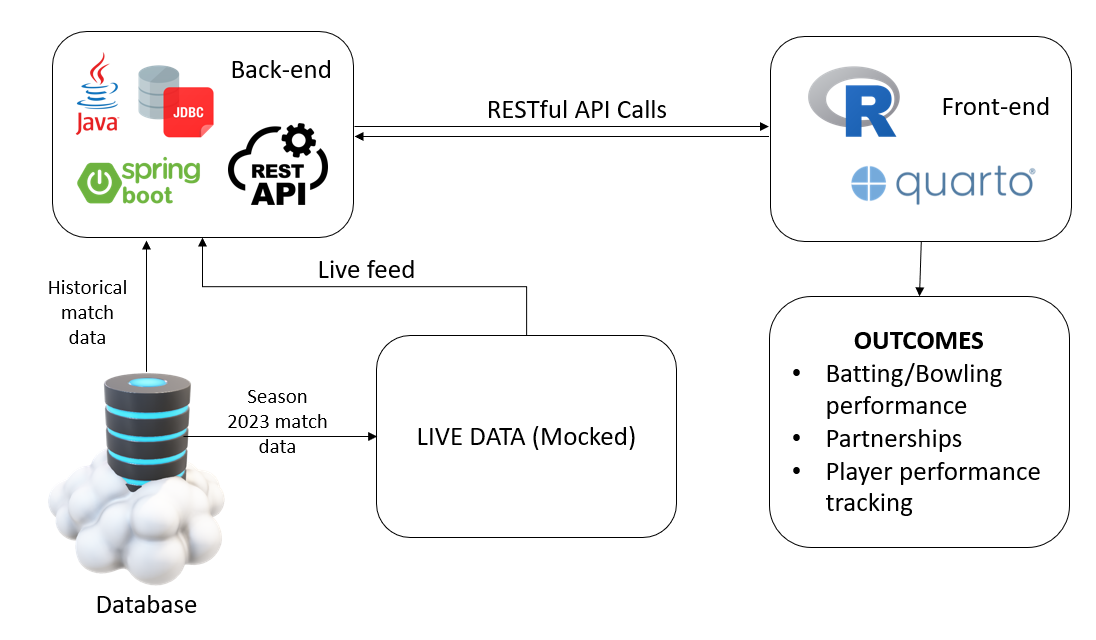 Back-end
Java
JDBC
spring
boot
REST
API
RESTful API Calls
R
Front-end
quarto®
Historical
match
data
Live feed
Season
2023 match
data
LIVE DATA (Mocked)
Database
OUTCOMES
• Batting/Bowling
performance
• Partnerships
• Player performance
tracking